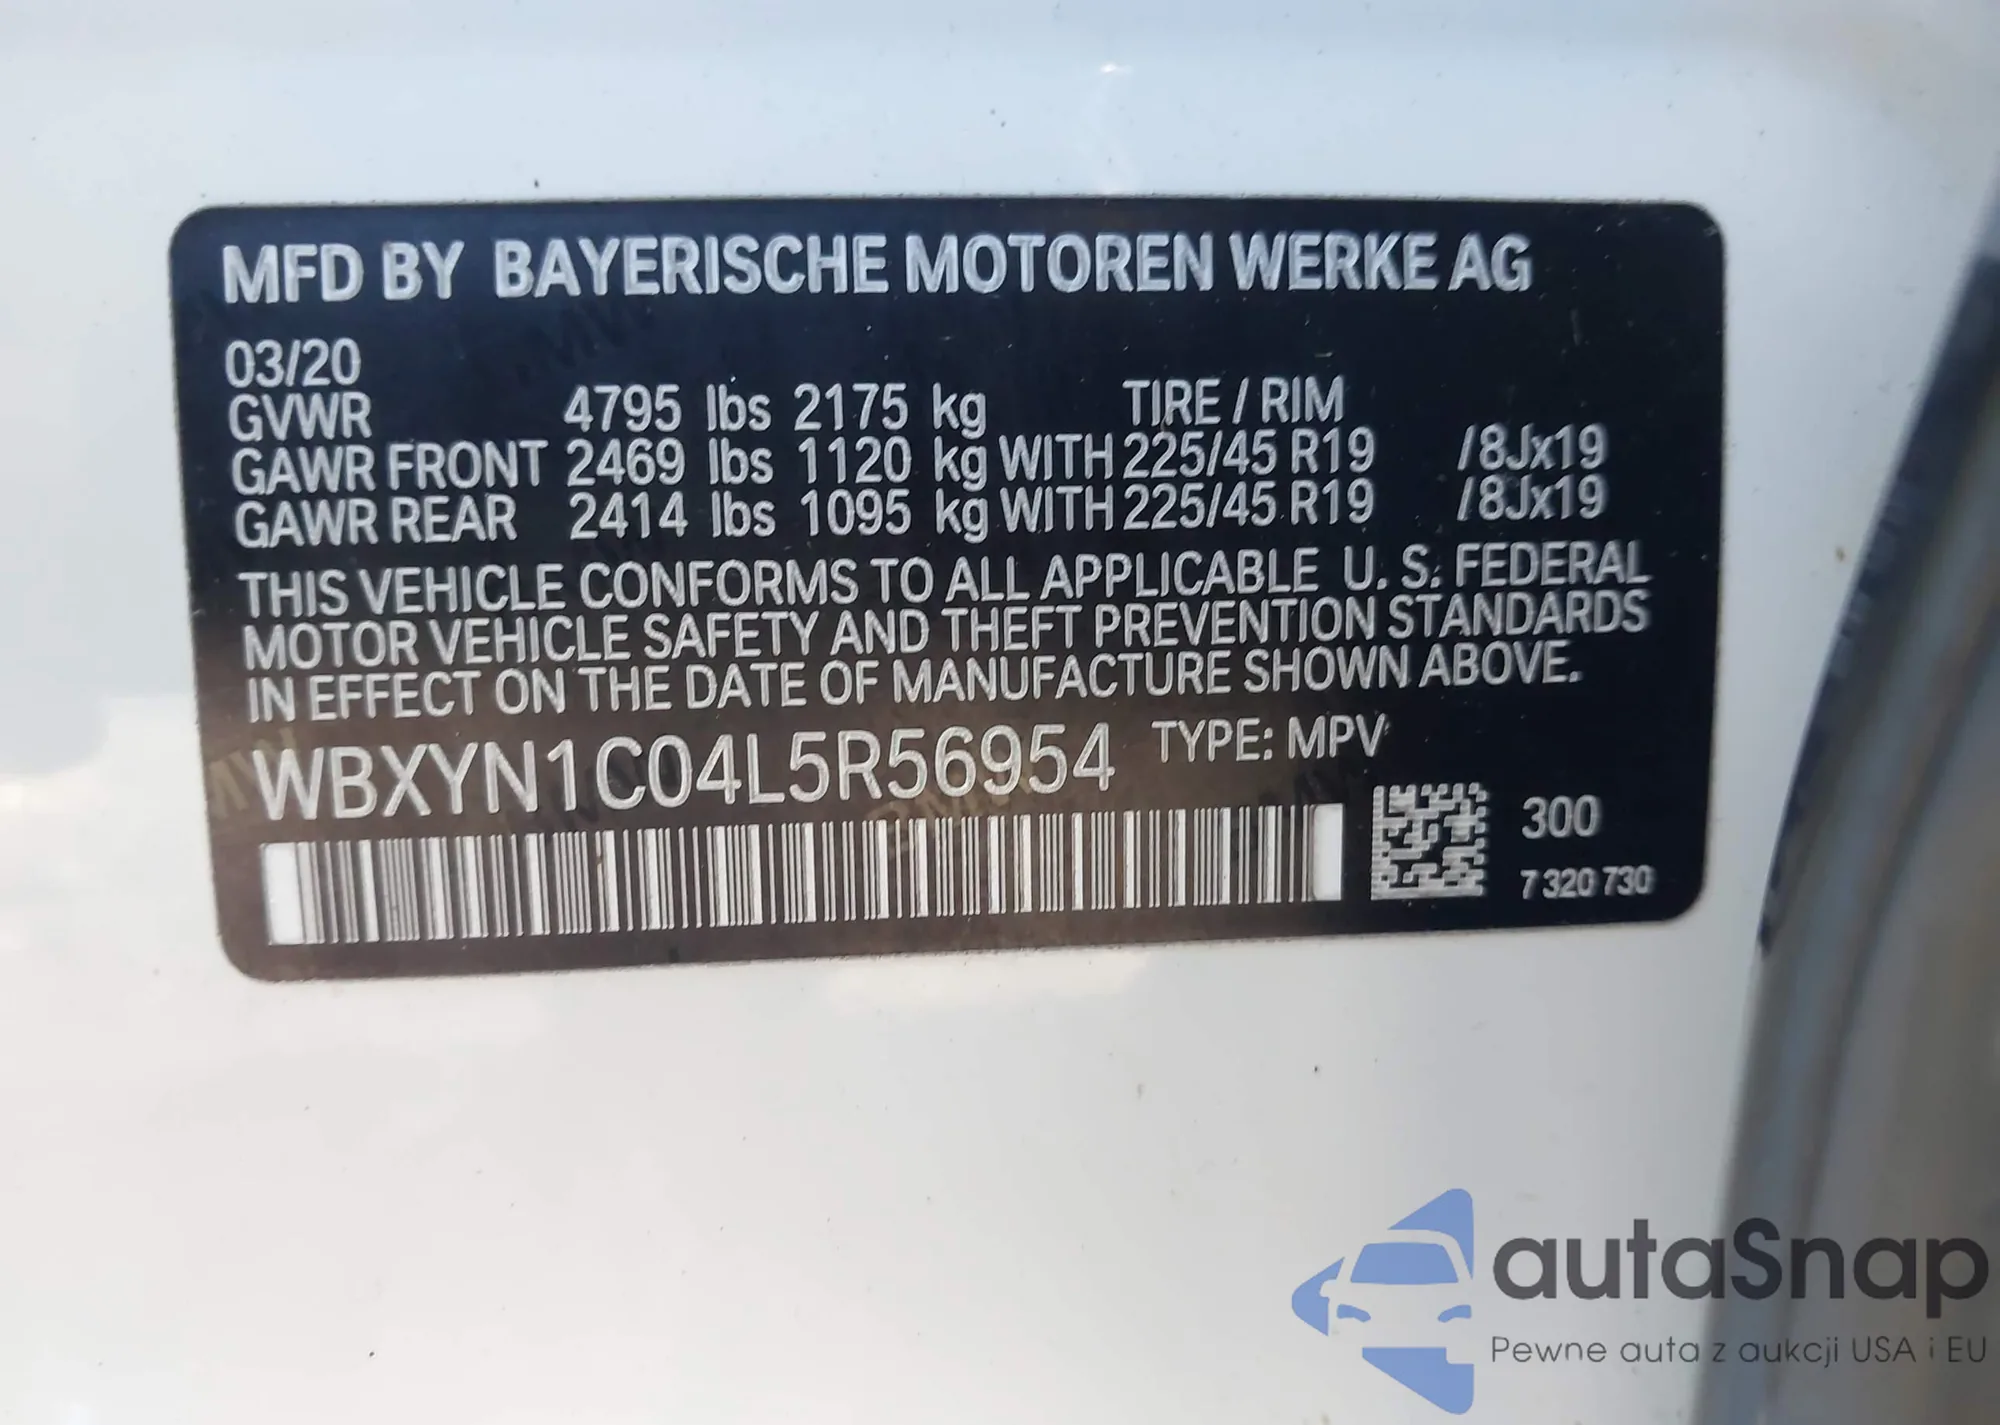 MFD BY BAYERISCHE MOTOREN WERKE AG
03/20
GVWR 4795 lbs 2175 kg TIRE / RIM
GAWR FRONT 2469 lbs 1120 kg WITH 225/45 R19 /8Jx19
GAWR REAR 2414 lbs 1095 kg WITH 225/45 R19 /8Jx19
THIS VEHICLE CONFORMS TO ALL APPLICABLE U. S. FEDERAL
MOTOR VEHICLE SAFETY AND THEFT PREVENTION STANDARDS
IN EFFECT ON THE DATE OF MANUFACTURE SHOWN ABOVE.
WBXYN1C04L5R56954 TYPE: MPV
300
7 320 730
autaSnap
Pewne auta z aukcji USA i EU